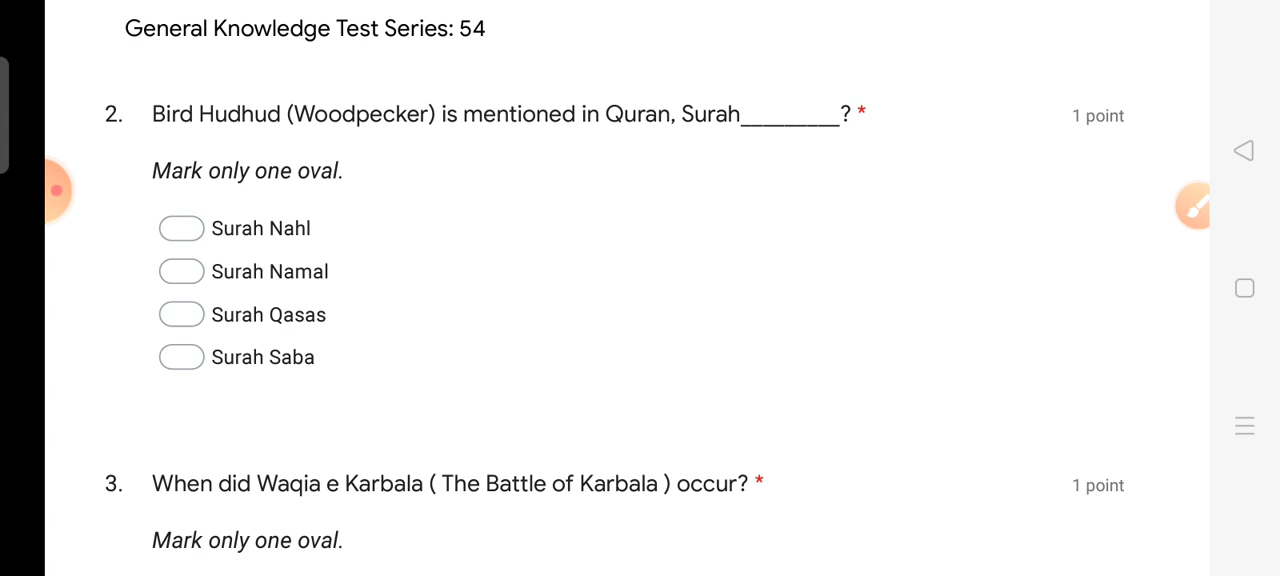 General Knowledge Test Series: 54
2. Bird Hudhud (Woodpecker) is mentioned in Quran, Surah_________? * 1 point
Mark only one oval.
Surah Nahl
Surah Namal
Surah Qasas
Surah Saba
3. When did Waqia e Karbala ( The Battle of Karbala ) occur? * 1 point
Mark only one oval.